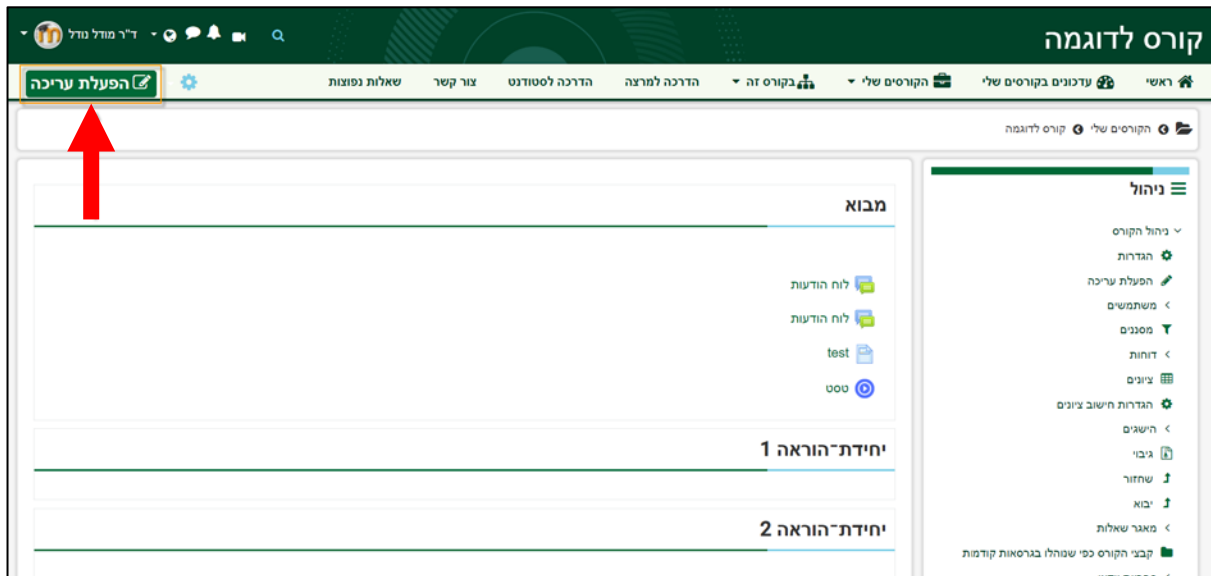 ד"ר מודל נודל
קורס לדוגמה
ראשי
עדכונים בקורסים שלי
הקורסים שלי
בקורס זה
הדרכה למרצה
הדרכה לסטודנט
צור קשר
שאלות נפוצות
הפעלת עריכה
הקורסים שלי
קורס לדוגמה
ניהול
ניהול הקורס
הגדרות
הפעלת עריכה
משתמשים
מסננים
דוחות
ציונים
הגדרות חישוב ציונים
הישגים
גיבוי
שחזור
יבוא
מאגר שאלות
קבצי הקורס כפי שנוהלו בגרסאות קודמות
מבוא
לוח הודעות
לוח הודעות
test
טסט
יחידת־הוראה 1
יחידת־הוראה 2